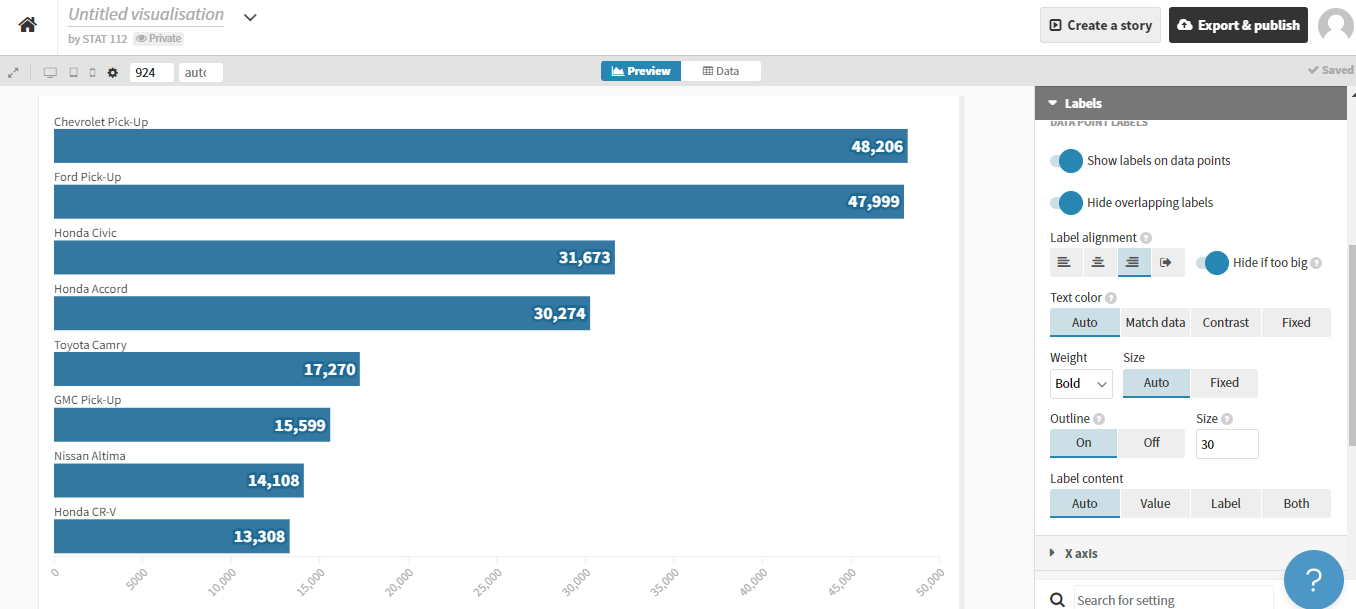 Untitled visualisation
by STAT 112 Private
Create a story
Export & publish
924
auto
Preview
Data
Saved
Chevrolet Pick-Up
48,206
Ford Pick-Up
47,999
Honda Civic
31,673
Honda Accord
30,274
Toyota Camry
17,270
GMC Pick-Up
15,599
Nissan Altima
14,108
Honda CR-V
13,308
0 5000 10,000 15,000 20,000 25,000 30,000 35,000 40,000 45,000 50,000
Labels
DATA POINT LABELS
Show labels on data points
Hide overlapping labels
Label alignment ?
Hide if too big ?
Text color ?
Auto Match data Contrast Fixed
Weight Size
Bold Auto Fixed
Outline ? Size ?
On Off 30
Label content
Auto Value Label Both
X axis
Search for setting
?